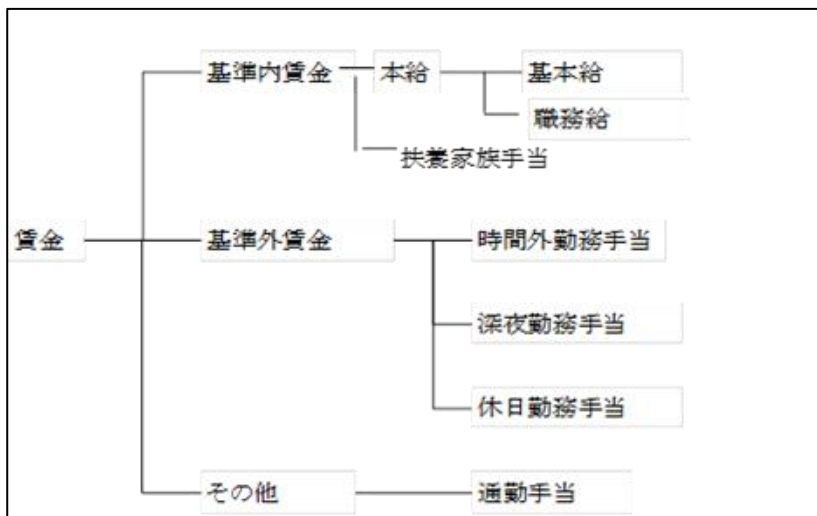 基準内賃金 本給 基本給
職務給
扶養家族手当
賃金 基準外賃金 時間外勤務手当
深夜勤務手当
休日勤務手当
その他 通勤手当